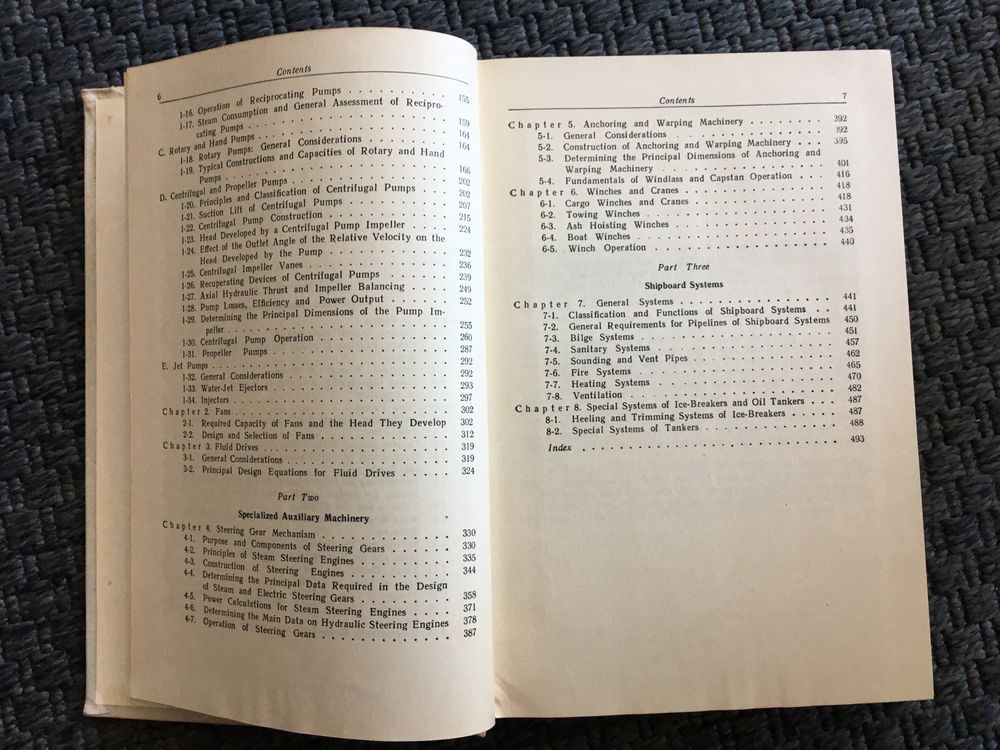 6 Contents
1-16. Operation of Reciprocating Pumps . . . . . . . . . . 155
1-17. Steam Consumption and General Assessment of Recipro-
cating Pumps . . . . . . . . . . 159
C. Rotary and Hand Pumps . . . . . . . . . . 164
1-18. Rotary Pumps: General Considerations . . . . . . . . 164
1-19. Typical Constructions and Capacities of Rotary and Hand
Pumps . . . . . . . . . . 166
D. Centrifugal and Propeller Pumps . . . . . . . . . . 202
1-20. Principles and Classification of Centrifugal Pumps . . . . 202
1-21. Suction Lift of Centrifugal Pumps . . . . . . . . . . 207
1-22. Centrifugal Pump Construction . . . . . . . . . . 215
1-23. Head Developed by a Centrifugal Pump Impeller . . . . . 224
1-24. Effect of the Outlet Angle of the Relative Velocity on the
Head Developed by the Pump . . . . . . . . . . 232
1-25. Centrifugal Impeller Vanes . . . . . . . . . . 236
1-26. Recuperating Devices of Centrifugal Pumps . . . . . . 239
1-27. Axial Hydraulic Thrust and Impeller Balancing . . . . . 249
1-28. Pump Losses, Efficiency and Power Output . . . . . . 252
1-29. Determining the Principal Dimensions of the Pump Im-
peller . . . . . . . . . . 255
1-30. Centrifugal Pump Operation . . . . . . . . . . 260
1-31. Propeller Pumps . . . . . . . . . . 287
E. Jet Pumps . . . . . . . . . . 292
1-32. General Considerations . . . . . . . . . . 292
1-33. Water-Jet Ejectors . . . . . . . . . . 293
1-34. Injectors . . . . . . . . . . 297
Chapter 2. Fans . . . . . . . . . . 302
2-1. Required Capacity of Fans and the Head They Develop 302
2-2. Design and Selection of Fans . . . . . . . . . . 312
Chapter 3. Fluid Drives . . . . . . . . . . 319
3-1. General Considerations . . . . . . . . . . 319
3-2. Principal Design Equations for Fluid Drives . . . . . 324
Part Two
Specialized Auxiliary Machinery
Chapter 4. Steering Gear Mechanism . . . . . . . . . . 330
4-1. Purpose and Components of Steering Gears . . . . . . 330
4-2. Principles of Steam Steering Engines . . . . . . . . 335
4-3. Construction of Steering Engines . . . . . . . . . . 344
4-4. Determining the Principal Data Required in the Design
of Steam and Electric Steering Gears . . . . . . . . 358
4-5. Power Calculations for Steam Steering Engines . . . . 371
4-6. Determining the Main Data on Hydraulic Steering Engines 378
4-7. Operation of Steering Gears . . . . . . . . . . 387
Contents 7
Chapter 5. Anchoring and Warping Machinery . . . . . . . 392
5-1. General Considerations . . . . . . . . . . 392
5-2. Construction of Anchoring and Warping Machinery . . . 395
5-3. Determining the Principal Dimensions of Anchoring and
Warping Machinery . . . . . . . . . . 401
5-4. Fundamentals of Windlass and Capstan Operation . . . . 416
Chapter 6. Winches and Cranes . . . . . . . . . . 418
6-1. Cargo Winches and Cranes . . . . . . . . . . 418
6-2. Towing Winches . . . . . . . . . . 431
6-3. Ash Hoisting Winches . . . . . . . . . . 434
6-4. Boat Winches . . . . . . . . . . 435
6-5. Winch Operation . . . . . . . . . . 440
Part Three
Shipboard Systems
Chapter 7. General Systems . . . . . . . . . . 441
7-1. Classification and Functions of Shipboard Systems . . 441
7-2. General Requirements for Pipelines of Shipboard Systems 450
7-3. Bilge Systems . . . . . . . . . . 451
7-4. Sanitary Systems . . . . . . . . . . 457
7-5. Sounding and Vent Pipes . . . . . . . . . . 462
7-6. Fire Systems . . . . . . . . . . 465
7-7. Heating Systems . . . . . . . . . . 470
7-8. Ventilation . . . . . . . . . . 482
Chapter 8. Special Systems of Ice-Breakers and Oil Tankers . . . 487
8-1. Heeling and Trimming Systems of Ice-Breakers . . . . . 487
8-2. Special Systems of Tankers . . . . . . . . . . 488
Index . . . . . . . . . . 493